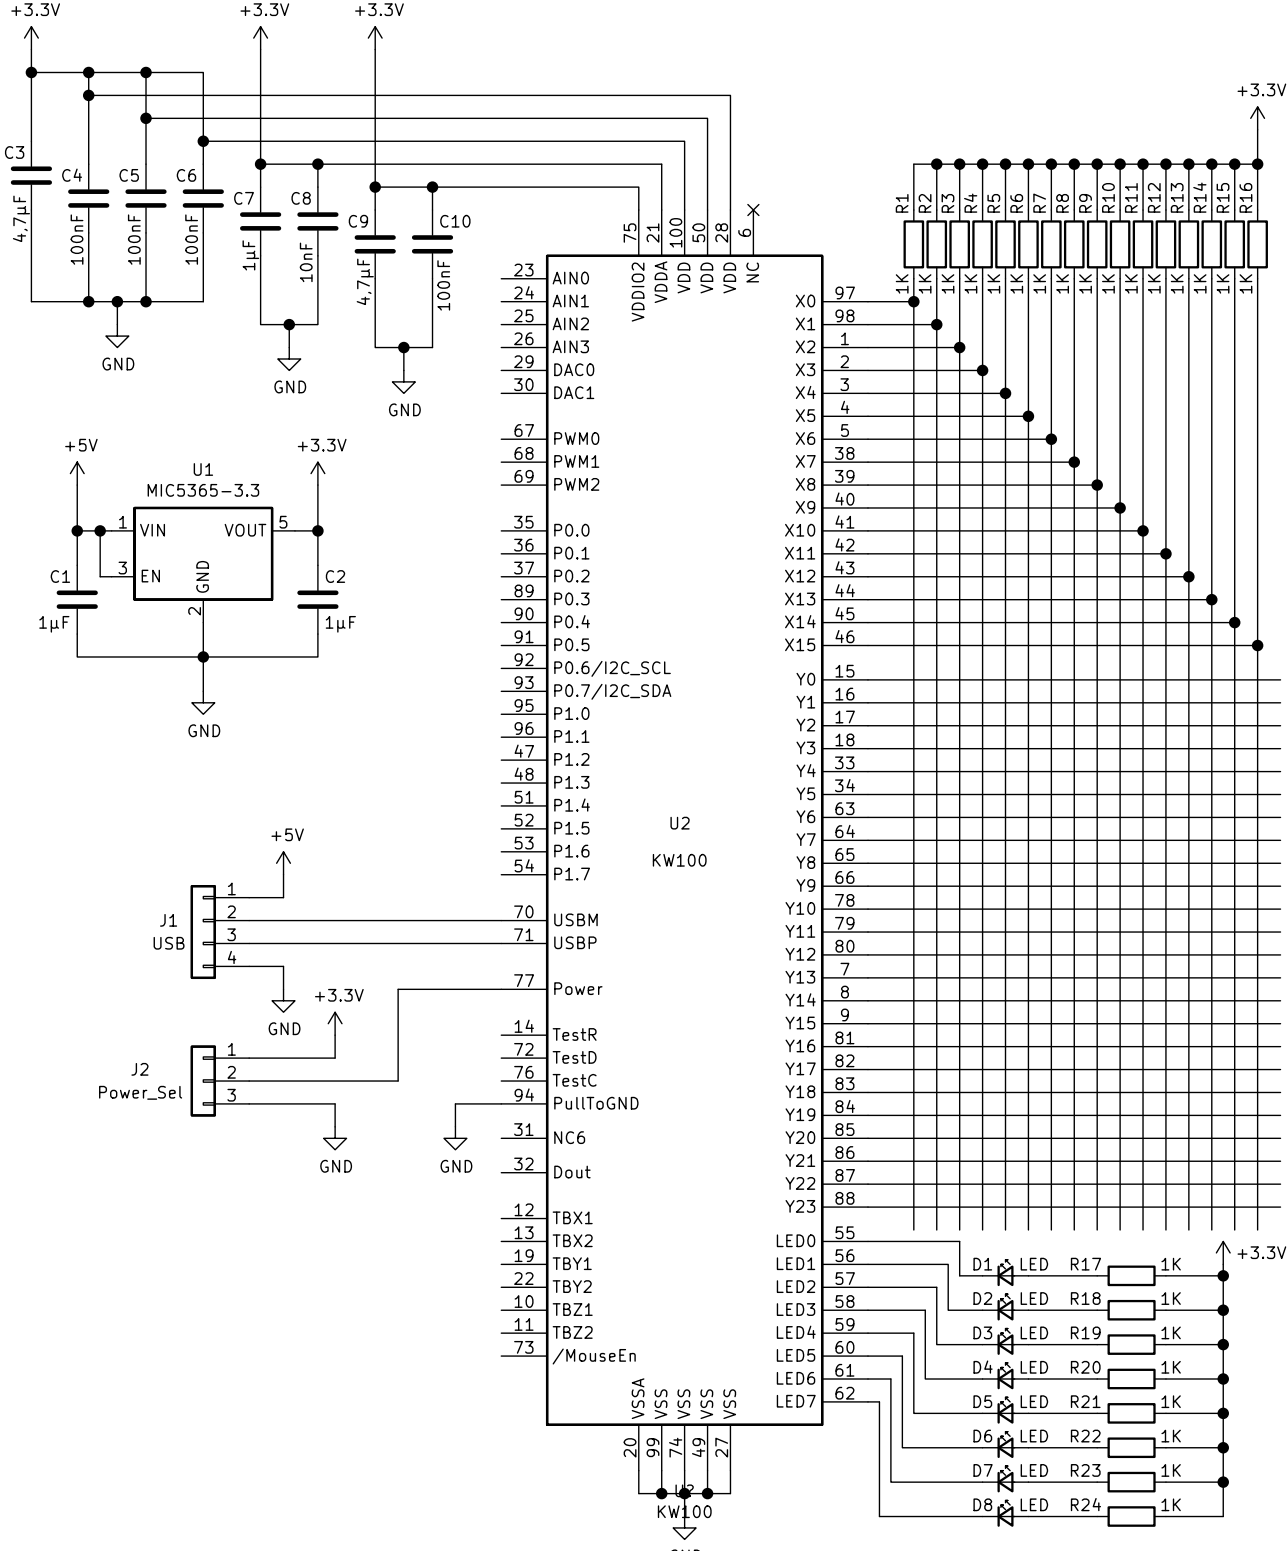 +3.3V +3.3V +3.3V
+3.3V
C3 4,7µF
C4 100nF
C5 100nF
C6 100nF
C7 1µF
C8 10nF
C9 4,7µF
C10 100nF
GND
GND
GND
R1 R2 R3 R4 R5 R6 R7 R8 R9 R10 R11 R12 R13 R14 R15 R16
1K 1K 1K 1K 1K 1K 1K 1K 1K 1K 1K 1K 1K 1K 1K 1K
75 21 100 50 28 6
VDDIO2 VDDA VDD VDD VDD NC
+5V
+3.3V
U1
MIC5365-3.3
1 VIN VOUT 5
3 EN
GND
2
C1
1µF
C2
1µF
GND
23 AIN0
24 AIN1
25 AIN2
26 AIN3
29 DAC0
30 DAC1
67 PWM0
68 PWM1
69 PWM2
35 P0.0
36 P0.1
37 P0.2
89 P0.3
90 P0.4
91 P0.5
92 P0.6/I2C_SCL
93 P0.7/I2C_SDA
95 P1.0
96 P1.1
47 P1.2
48 P1.3
51 P1.4
52 P1.5
53 P1.6
54 P1.7
70 USBM
71 USBP
77 Power
14 TestR
72 TestD
76 TestC
94 PullToGND
31 NC6
32 Dout
12 TBX1
13 TBX2
19 TBY1
22 TBY2
10 TBZ1
11 TBZ2
73 /MouseEn
U2
KW100
X0 97
X1 98
X2 1
X3 2
X4 3
X5 4
X6 5
X7 38
X8 39
X9 40
X10 41
X11 42
X12 43
X13 44
X14 45
X15 46
Y0 15
Y1 16
Y2 17
Y3 18
Y4 33
Y5 34
Y6 63
Y7 64
Y8 65
Y9 66
Y10 78
Y11 79
Y12 80
Y13 7
Y14 8
Y15 9
Y16 81
Y17 82
Y18 83
Y19 84
Y20 85
Y21 86
Y22 87
Y23 88
LED0 55
LED1 56
LED2 57
LED3 58
LED4 59
LED5 60
LED6 61
LED7 62
+5V
J1
USB
1
2
3
4
GND
+3.3V
J2
Power_Sel
1
2
3
GND
GND
+3.3V
D1 LED R17 1K
D2 LED R18 1K
D3 LED R19 1K
D4 LED R20 1K
D5 LED R21 1K
D6 LED R22 1K
D7 LED R23 1K
D8 LED R24 1K
VSSA VSS VSS VSS VSS
20 99 74 49 27
U2
KW100